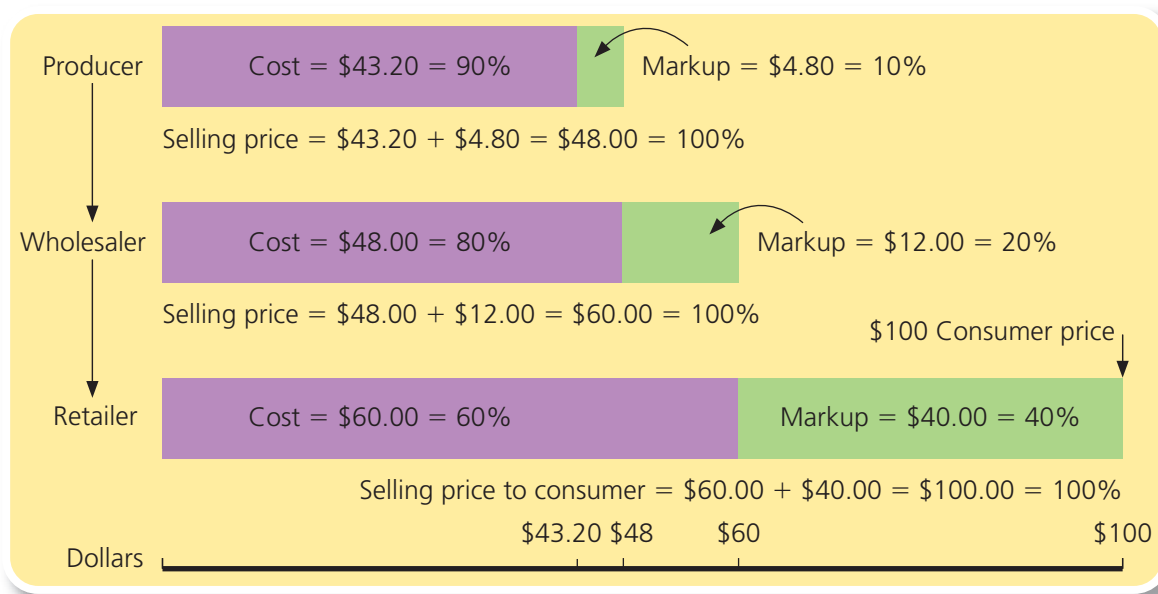 Producer Cost = $43.20 = 90% Markup = $4.80 = 10%
Selling price = $43.20 + $4.80 = $48.00 = 100%
Wholesaler Cost = $48.00 = 80% Markup = $12.00 = 20%
Selling price = $48.00 + $12.00 = $60.00 = 100%
$100 Consumer price
Retailer Cost = $60.00 = 60% Markup = $40.00 = 40%
Selling price to consumer = $60.00 + $40.00 = $100.00 = 100%
$43.20 $48 $60 $100
Dollars